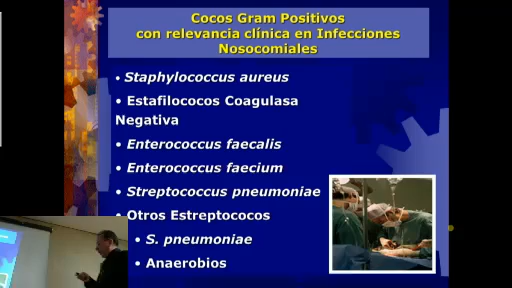 Cocos Gram Positivos
con relevancia clínica en Infecciones
Nosocomiales
• Staphylococcus aureus
• Estafilococos Coagulasa
Negativa
• Enterococcus faecalis
• Enterococcus faecium
• Streptococcus pneumoniae
• Otros Estreptococos
• S. pneumoniae
• Anaerobios